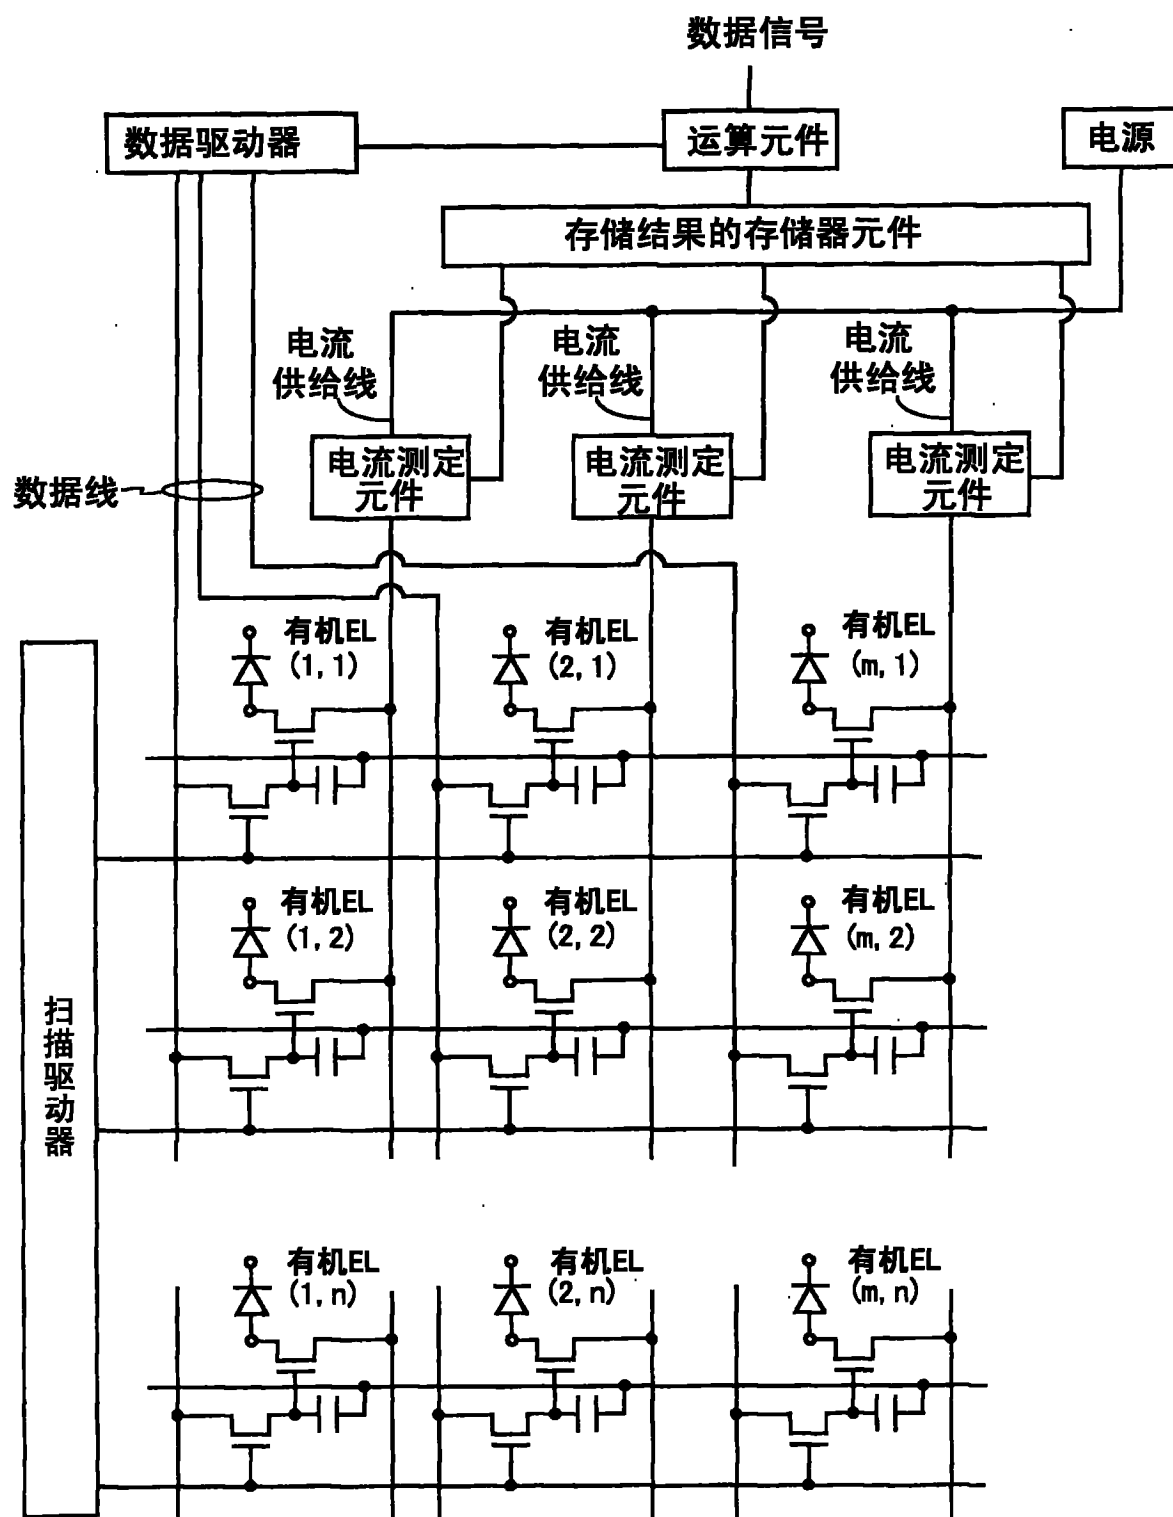 数据信号
数据驱动器
运算元件
电源
存储结果的存储器元件
电流
供给线
电流
供给线
电流
供给线
电流测定
元件
电流测定
元件
电流测定
元件
数据线
有机EL
(1, 1)
有机EL
(2, 1)
有机EL
(m, 1)
有机EL
(1, 2)
有机EL
(2, 2)
有机EL
(m, 2)
扫描驱动器
有机EL
(1, n)
有机EL
(2, n)
有机EL
(m, n)